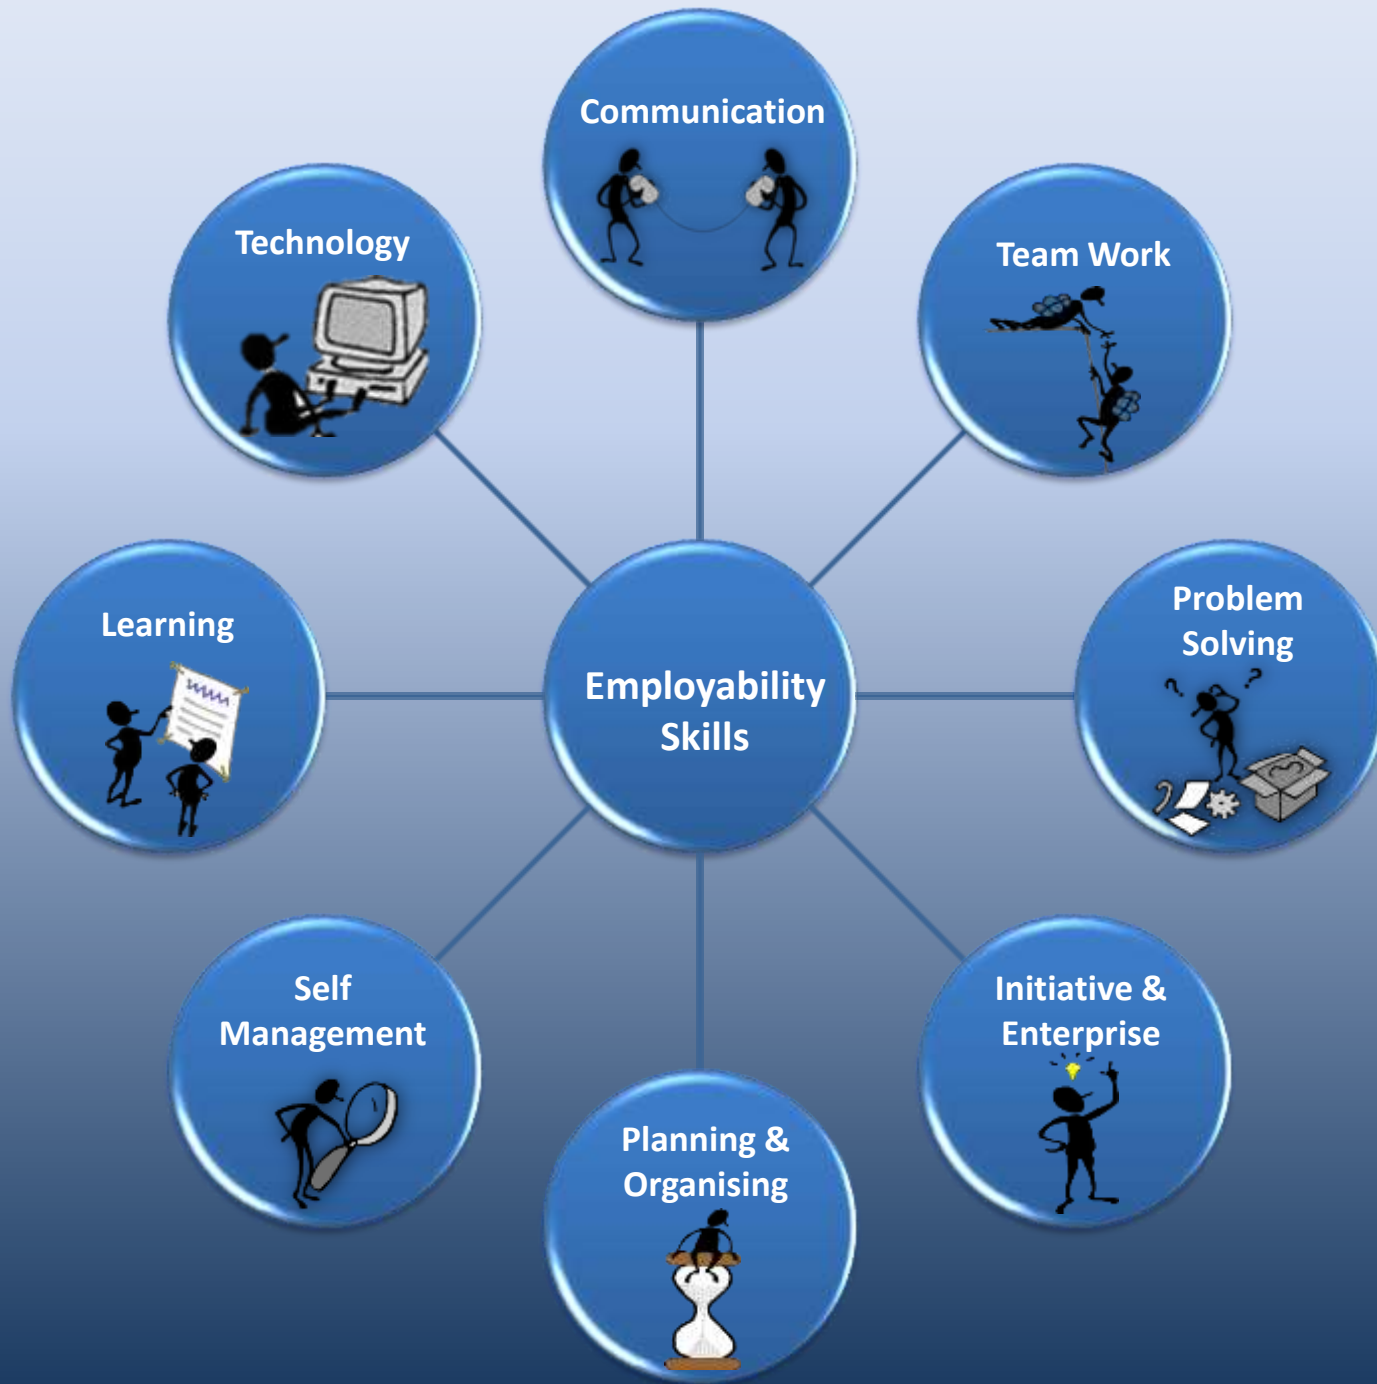 Communication
Technology
Team Work
Learning
Problem
Solving
Employability
Skills
Self
Management
Initiative &
Enterprise
Planning &
Organising